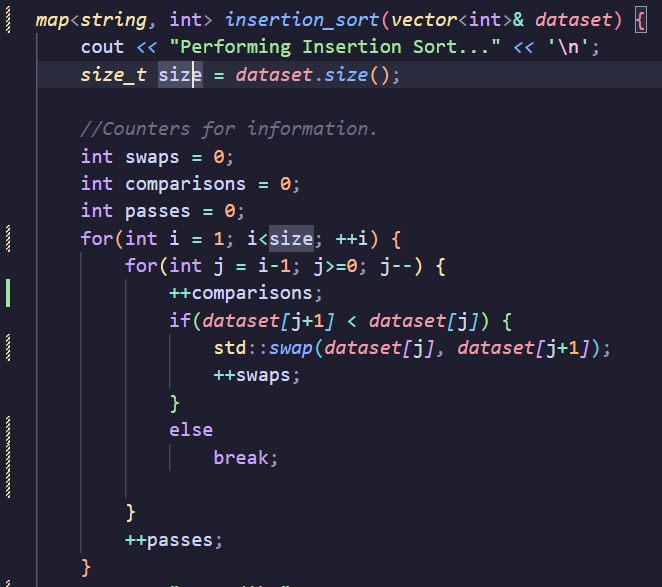 map<string, int> insertion_sort(vector<int>& dataset) {
cout << "Performing Insertion Sort..." << '\n';
size_t size = dataset.size();
//Counters for information.
int swaps = 0;
int comparisons = 0;
int passes = 0;
for(int i = 1; i<size; ++i) {
for(int j = i-1; j>=0; j--) {
++comparisons;
if(dataset[j+1] < dataset[j]) {
std::swap(dataset[j], dataset[j+1]);
++swaps;
}
else
break;
}
++passes;
}